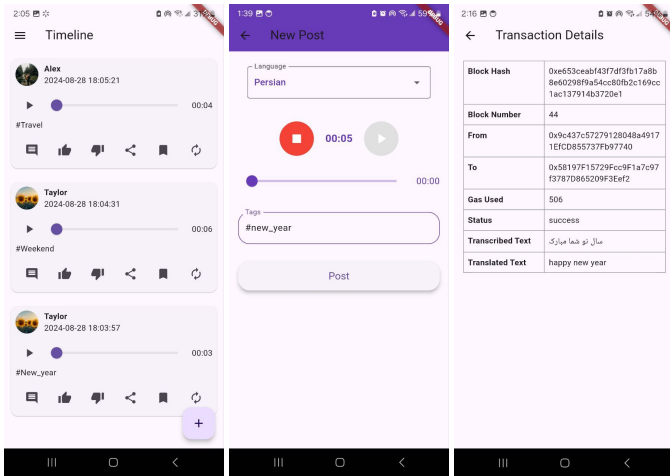 2:05
31%
Timeline
Alex
2024-08-28 18:05:21
00:04
#Travel
Taylor
2024-08-28 18:04:31
00:06
#Weekend
Taylor
2024-08-28 18:03:57
00:03
#New_year
+
1:39
59%
New Post
Language
Persian
00:05
00:00
Tags
#new_year
Post
2:16
54%
Transaction Details
Block Hash
0xe653ceabf43f7df3fb17a8b
8e60298f9a54cc80fb2c169cc
1ac137914b3720e1
Block Number
44
From
0x9c437c57279128048a4917
1EfCD855737Fb97740
To
0x58197F15729Fcc9F1a7c97
f3787D865209F3Eef2
Gas Used
506
Status
success
Transcribed Text
سال تو شما مبارک
Translated Text
happy new year